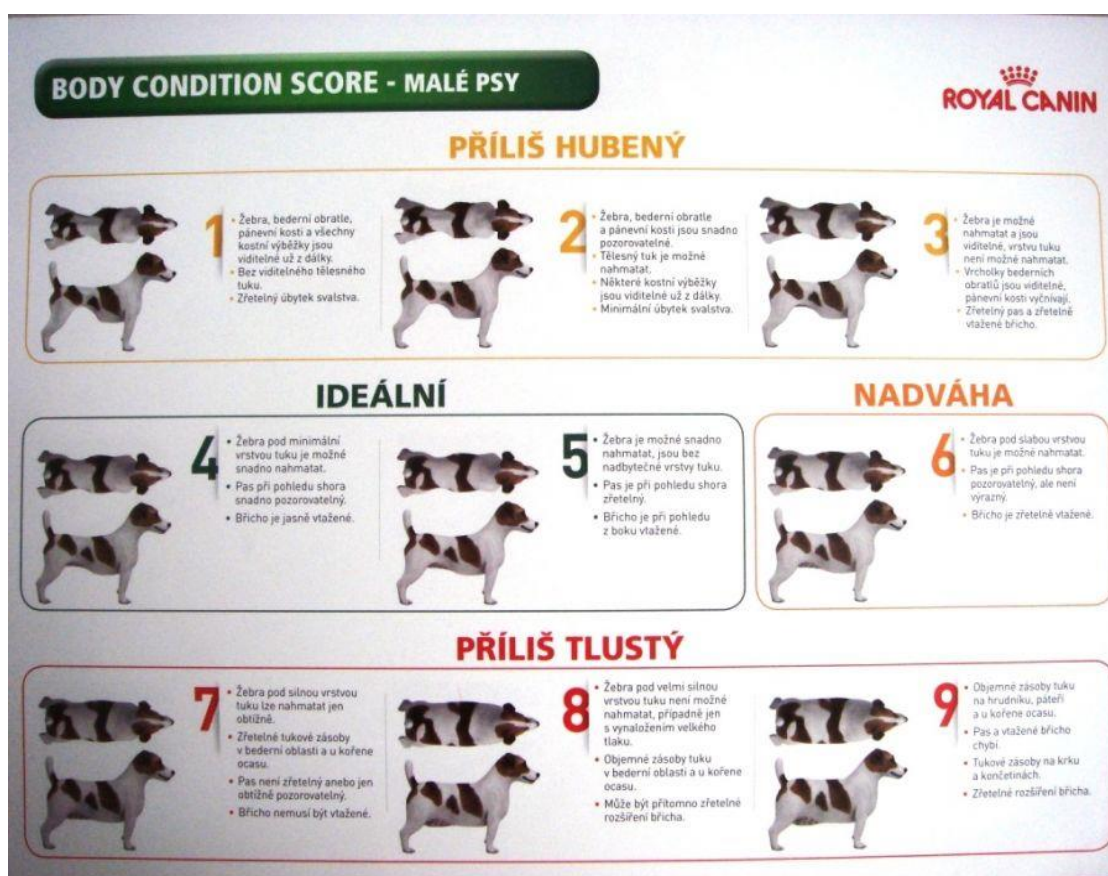 BODY CONDITION SCORE - MALÉ PSY
ROYAL CANIN
PŘÍLIŠ HUBENÝ
1
• Žebra, bederní obratle,
pánevní kosti a všechny
kostní výběžky jsou
viditelné už z dálky.
• Bez viditelného tělesného
tuku.
• Zřetelný úbytek svalstva.
2
• Žebra, bederní obratle
a pánevní kosti jsou snadno
pozorovatelné.
• Tělesný tuk je možné
nahmatat.
• Některé kostní výběžky
jsou viditelné už z dálky.
• Minimální úbytek svalstva.
3
• Žebra je možné
nahmatat a jsou
viditelné, vrstvu tuku
není možné nahmatat.
• Vrcholky bederních
obratlů jsou viditelné,
pánevní kosti vyčnívají.
• Zřetelný pas a zřetelně
vtažené břicho.
IDEÁLNÍ
4
• Žebra pod minimální
vrstvou tuku je možné
snadno nahmatat.
• Pas při pohledu shora
snadno pozorovatelný.
• Břicho je jasně vtažené.
5
• Žebra je možné snadno
nahmatat, jsou bez
nadbytečné vrstvy tuku.
• Pas je při pohledu shora
zřetelný.
• Břicho je při pohledu
z boku vtažené.
NADVÁHA
6
• Žebra pod slabou vrstvou
tuku je možné nahmatat.
• Pas je při pohledu shora
pozorovatelný, ale není
výrazný.
• Břicho je zřetelně vtažené.
PŘÍLIŠ TLUSTÝ
7
• Žebra pod silnou vrstvou
tuku lze nahmatat jen
obtížně.
• Zřetelné tukové zásoby
v bederní oblasti a u kořene
ocasu.
• Pas není zřetelný anebo jen
obtížně pozorovatelný.
• Břicho nemusí být vtažené.
8
• Žebra pod velmi silnou
vrstvou tuku není možné
nahmatat, případně jen
s vynaložením velkého
tlaku.
• Objemné zásoby tuku
v bederní oblasti a u kořene
ocasu.
• Může být přítomno zřetelné
rozšíření břicha.
9
• Objemné zásoby tuku
na hrudníku, páteři
a u kořene ocasu.
• Pas a vtažené břicho
chybí.
• Tukové zásoby na krku
a končetinách.
• Zřetelné rozšíření břicha.